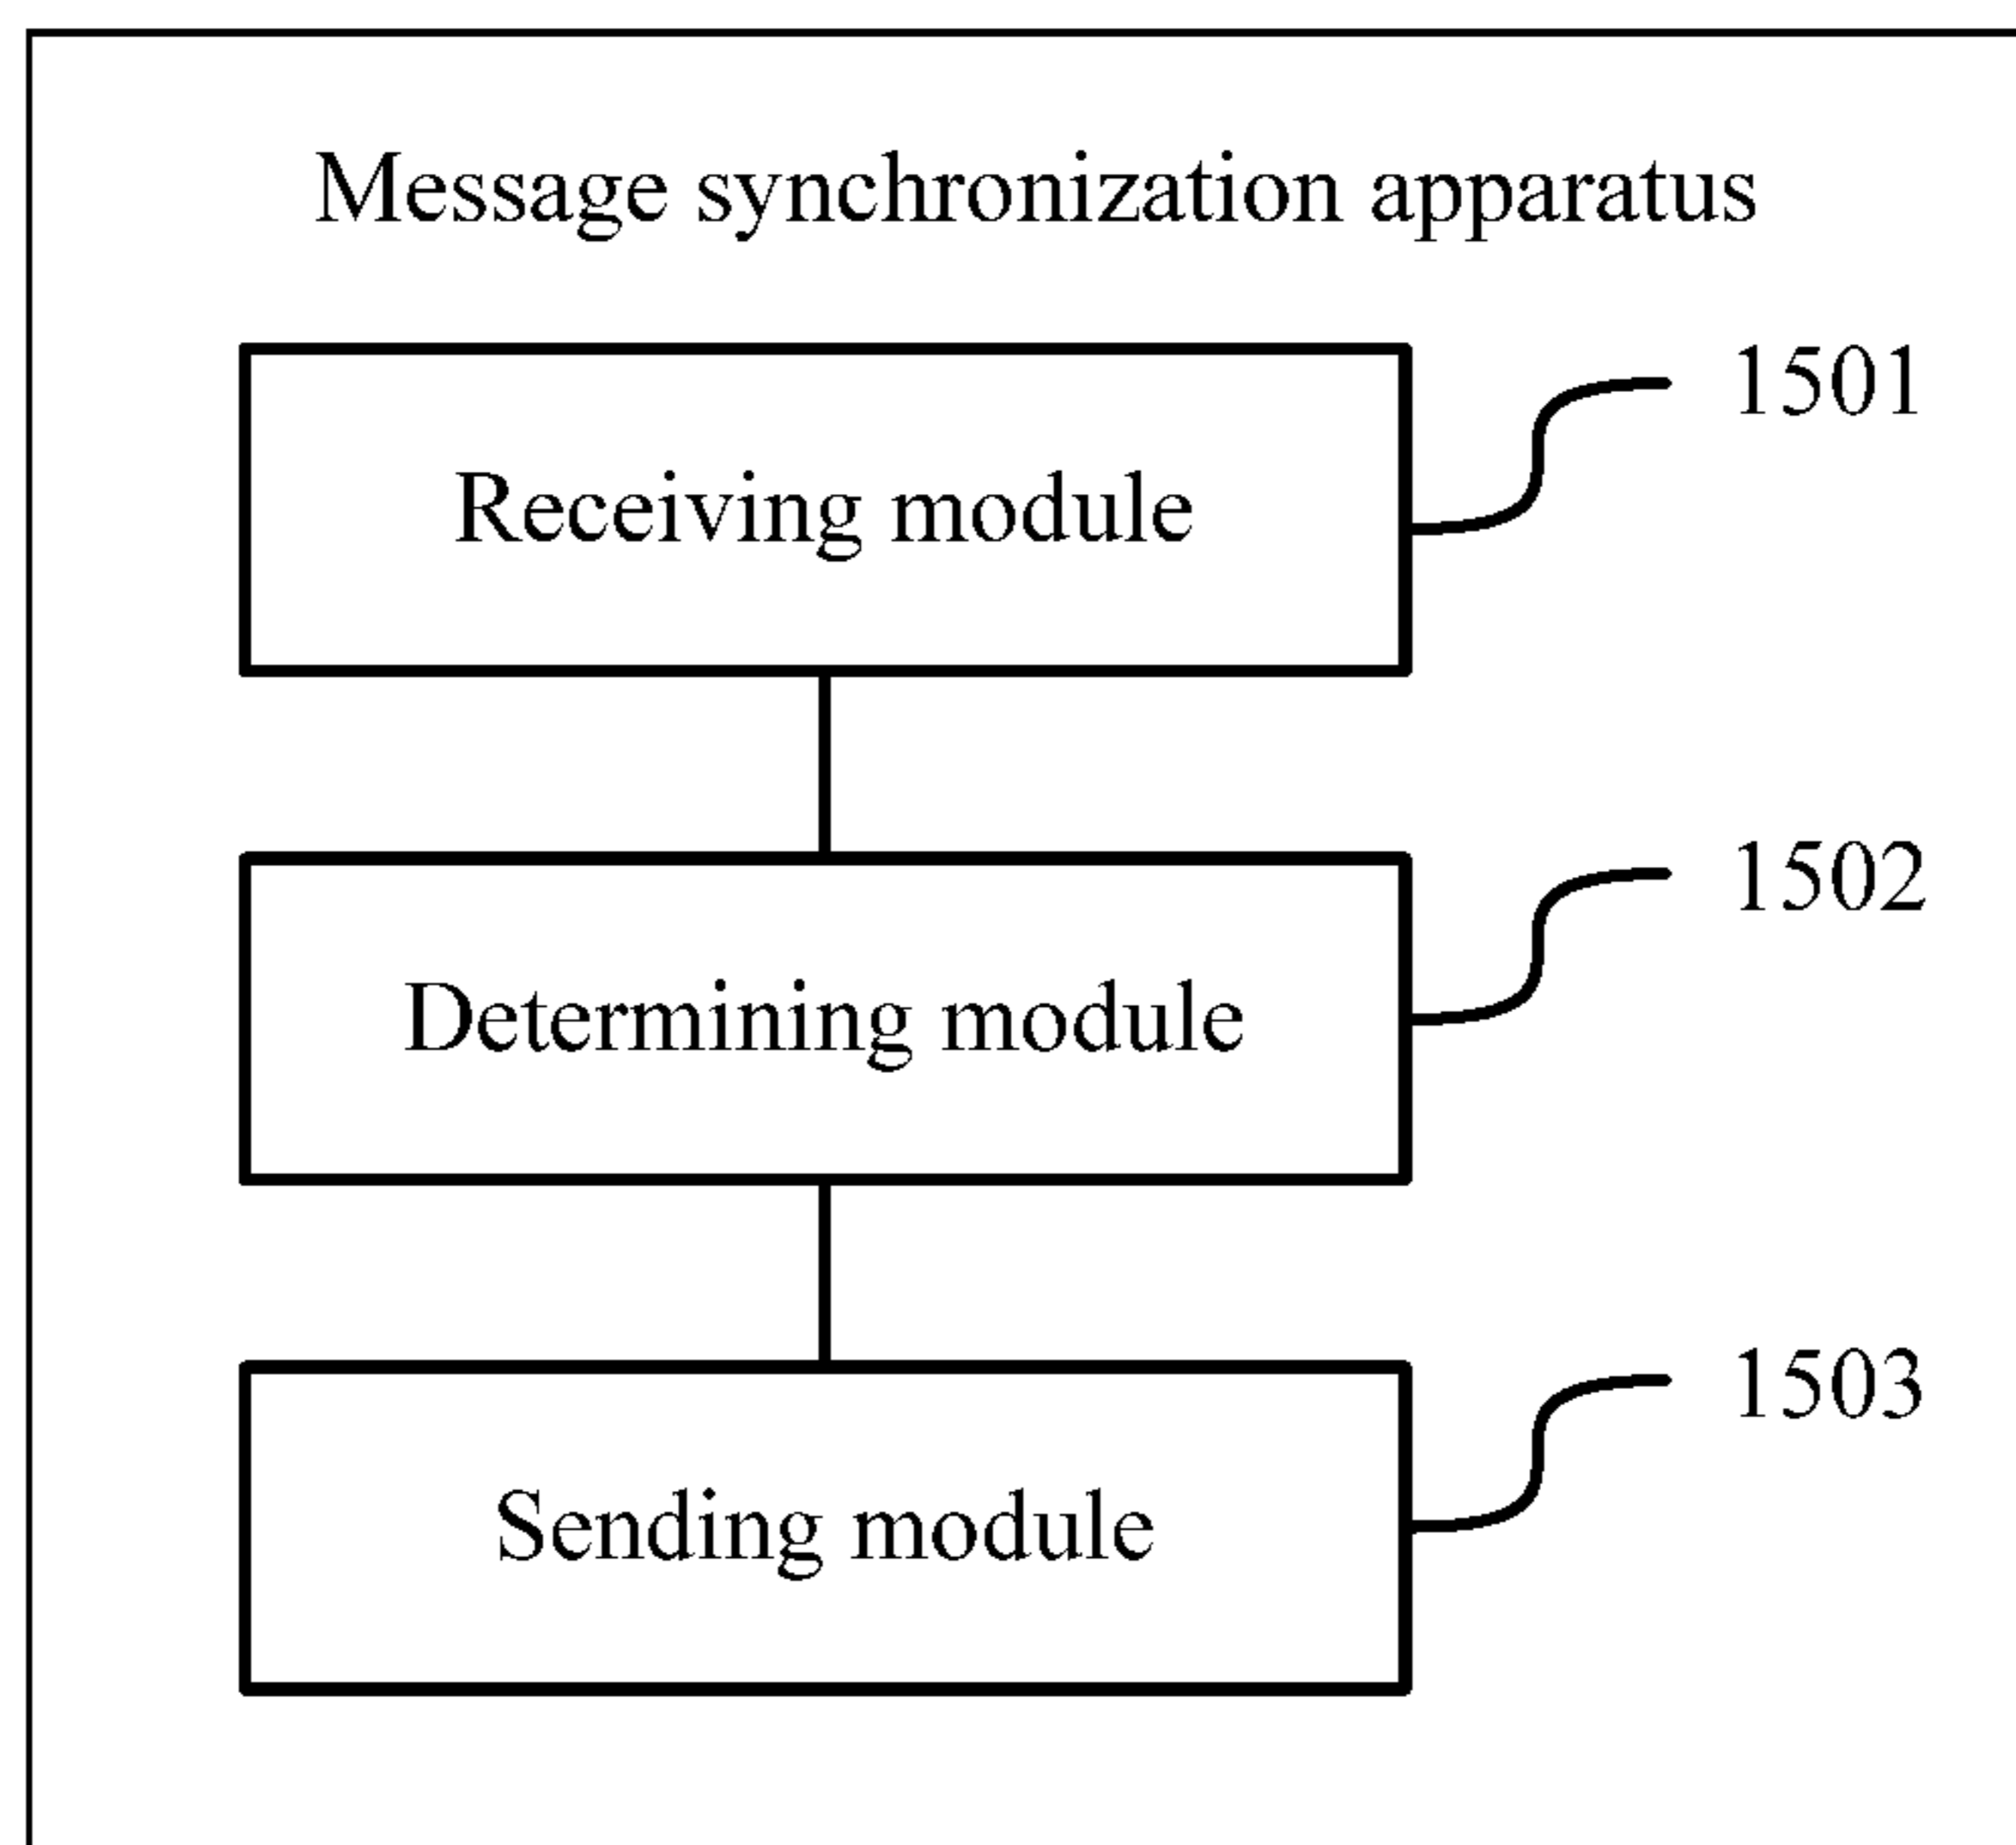 Message synchronization apparatus
1501
Receiving module
1502
Determining module
1503
Sending module